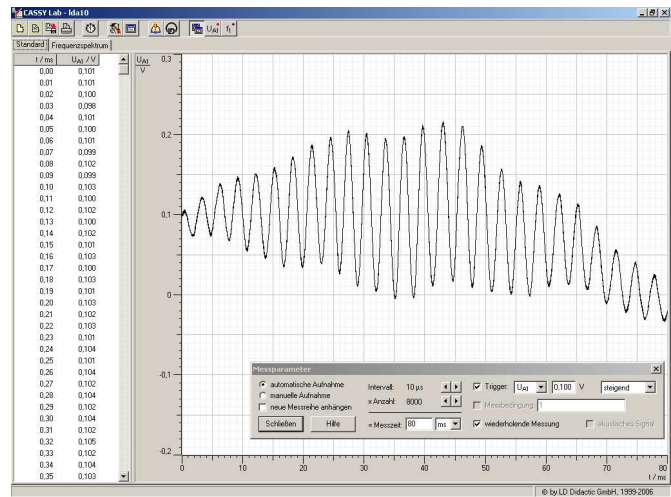 CASSY Lab - lda10
UA1 f1
Standard Frequenzspektrum
t / ms UA1 / V
0,00 0,101
0,01 0,101
0,02 0,100
0,03 0,098
0,04 0,101
0,05 0,100
0,06 0,101
0,07 0,099
0,08 0,102
0,09 0,099
0,10 0,103
0,11 0,100
0,12 0,102
0,13 0,100
0,14 0,102
0,15 0,101
0,16 0,103
0,17 0,100
0,18 0,103
0,19 0,101
0,20 0,103
0,21 0,102
0,22 0,103
0,23 0,101
0,24 0,104
0,25 0,101
0,26 0,104
0,27 0,102
0,28 0,104
0,29 0,102
0,30 0,104
0,31 0,102
0,32 0,105
0,33 0,102
0,34 0,104
0,35 0,103
UA1
V
0,3
0,2
0,1
0
-0,1
-0,2
0 10 20 30 40 50 60 70 80
t / ms
Messparameter
automatische Aufnahme
manuelle Aufnahme
neue Messreihe anhängen
Schließen Hilfe
Intervall: 10 µs
x Anzahl: 8000
= Messzeit: 80 ms
Trigger: UA1 0,100 V steigend
Messbedingung: 1
wiederholende Messung akustisches Signal
© by LD Didactic GmbH, 1999-2006